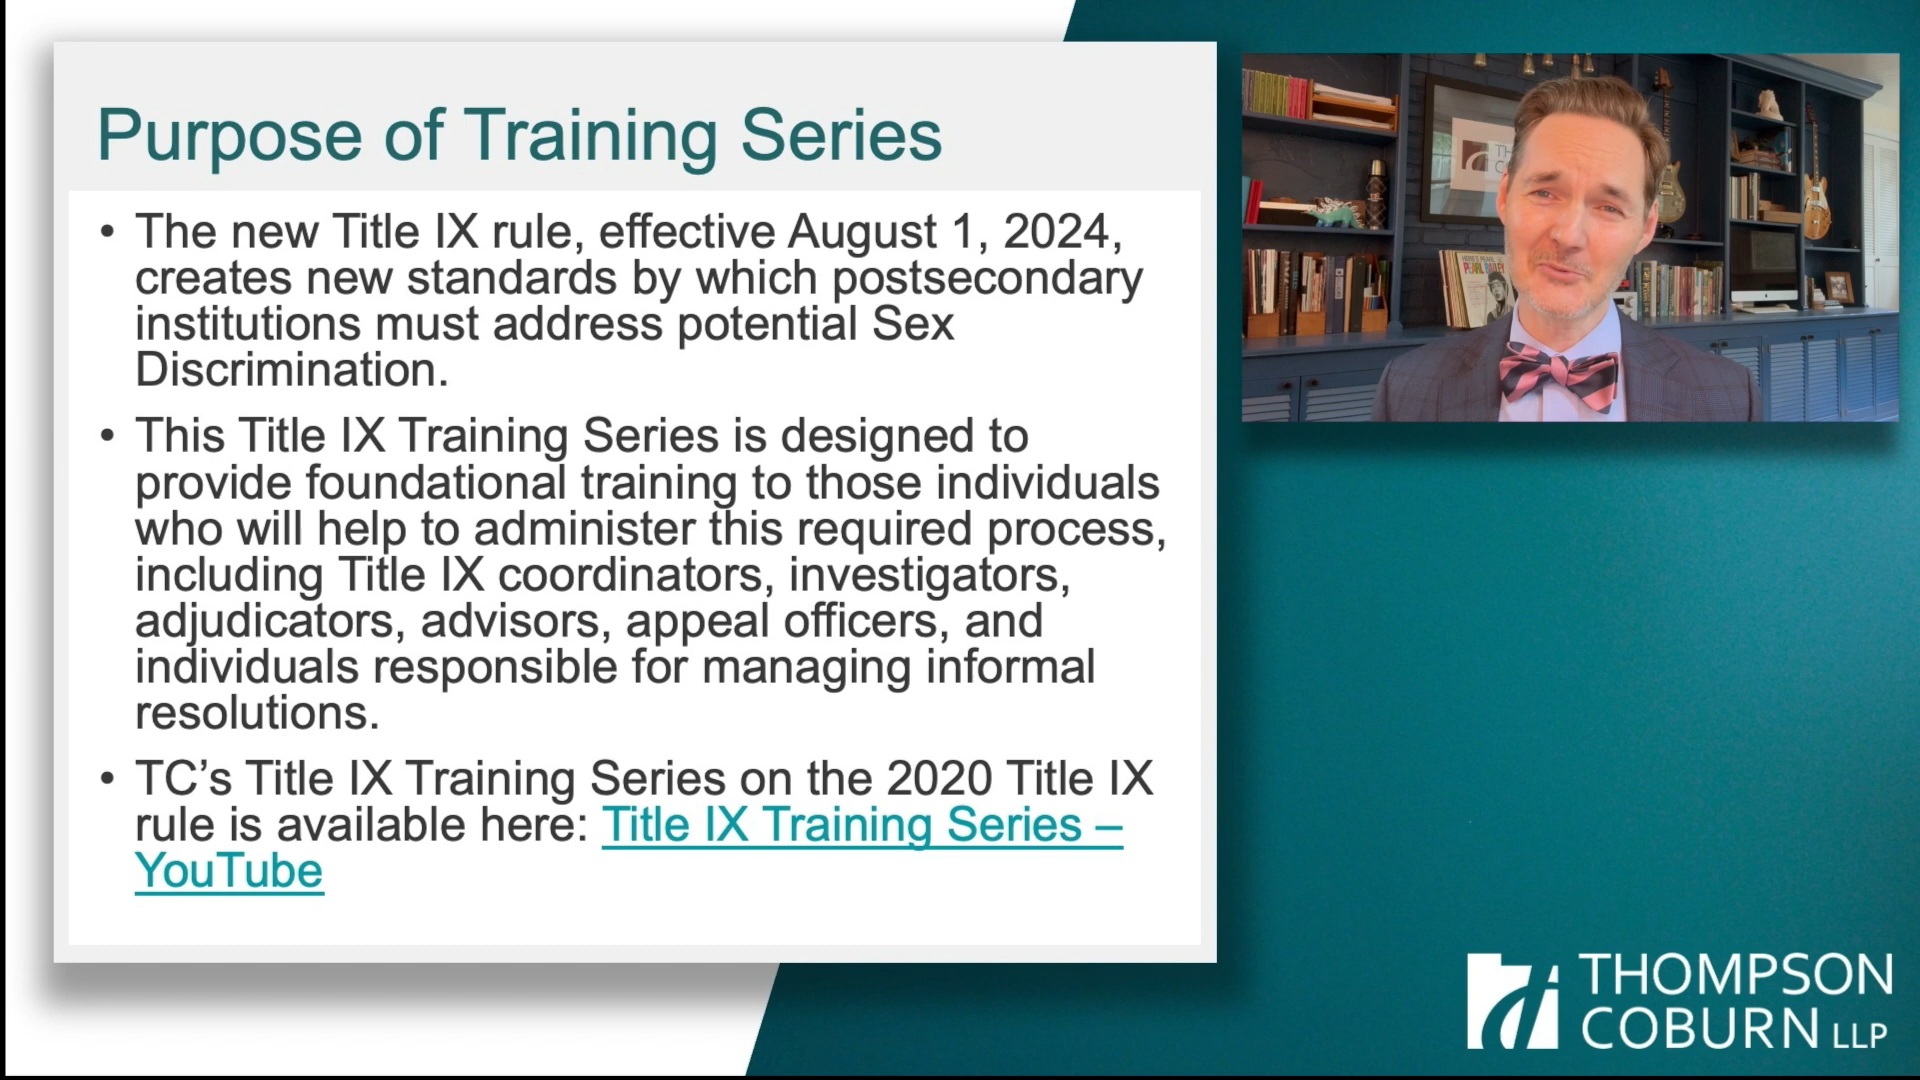 Purpose of Training Series
• The new Title IX rule, effective August 1, 2024,
creates new standards by which postsecondary
institutions must address potential Sex
Discrimination.
• This Title IX Training Series is designed to
provide foundational training to those individuals
who will help to administer this required process,
including Title IX coordinators, investigators,
adjudicators, advisors, appeal officers, and
individuals responsible for managing informal
resolutions.
• TC’s Title IX Training Series on the 2020 Title IX
rule is available here: Title IX Training Series –
YouTube
PEARL BAILEY
THOMPSON
COBURN LLP